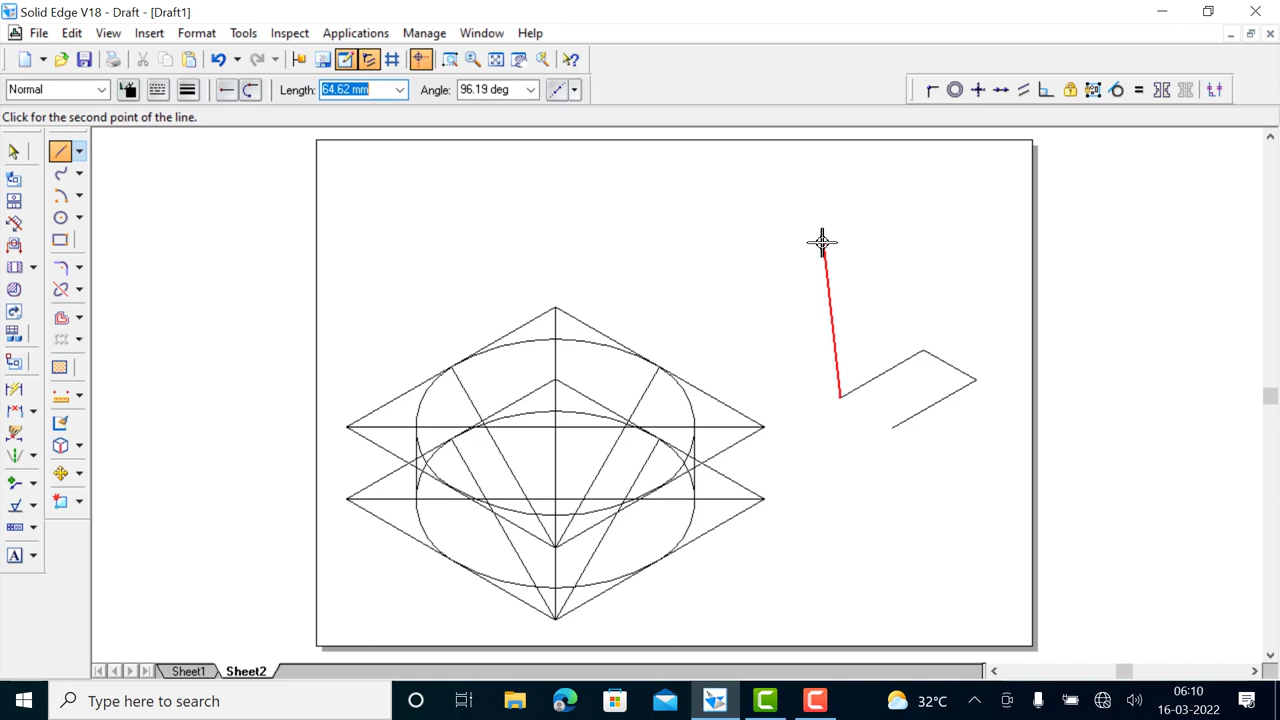 Solid Edge V18 - Draft - [Draft1]
File Edit View Insert Format Tools Inspect Applications Manage Window Help
Normal Length: 64.62 mm Angle: 96.19 deg
Click for the second point of the line.
A
Sheet1 Sheet2
Type here to search
32°C
06:10
16-03-2022